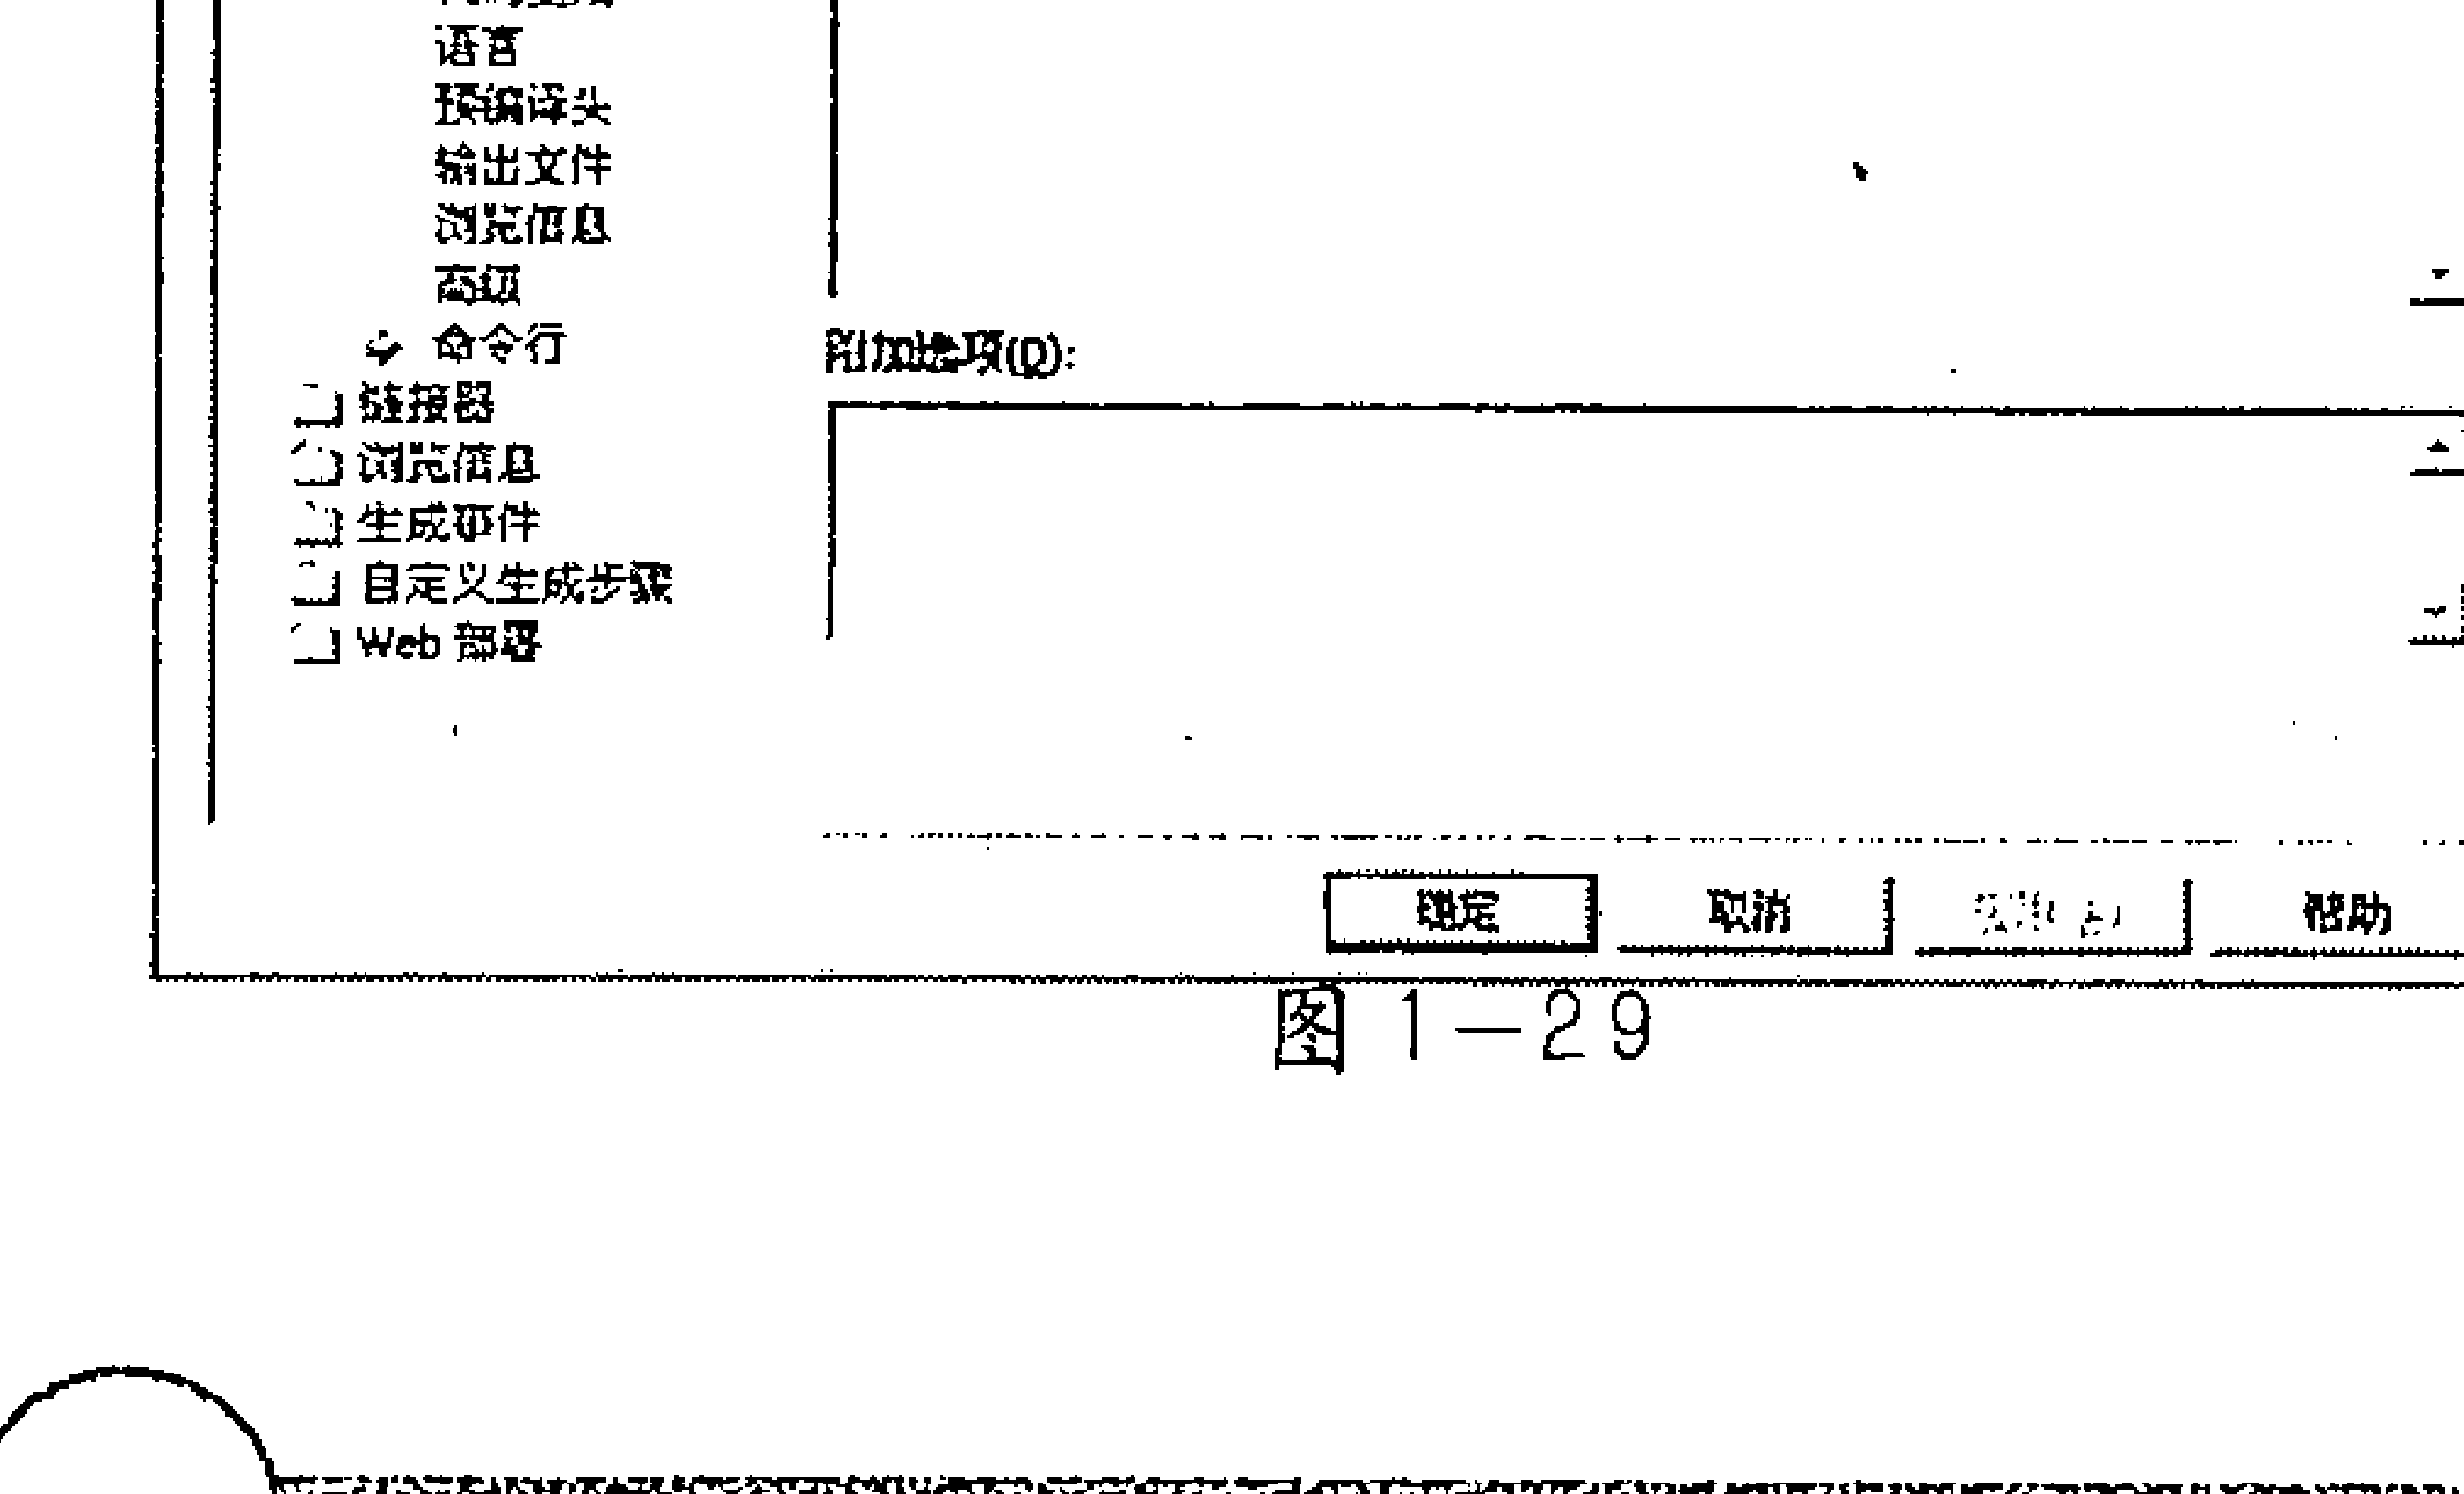 语言
预编译头
输出文件
浏览信息
高级
命令行
附加选项(D):
链接器
浏览信息
生成事件
自定义生成步骤
Web 部署
确定 取消 帮助
图 1-29